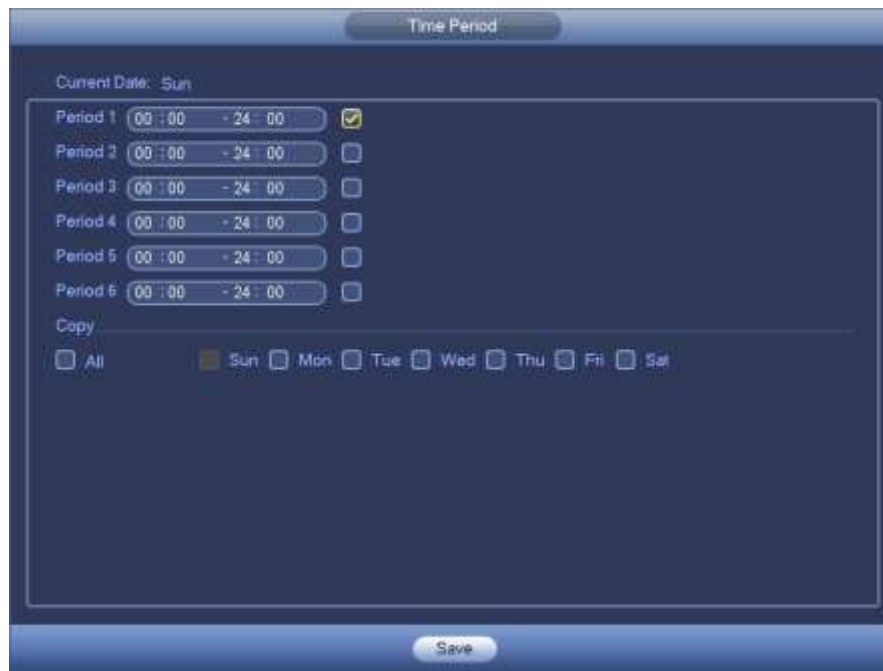 Time Period
Current Date: Sun
Period 1 00 : 00 - 24 : 00
Period 2 00 : 00 - 24 : 00
Period 3 00 : 00 - 24 : 00
Period 4 00 : 00 - 24 : 00
Period 5 00 : 00 - 24 : 00
Period 6 00 : 00 - 24 : 00
Copy
All Sun Mon Tue Wed Thu Fri Sat
Save